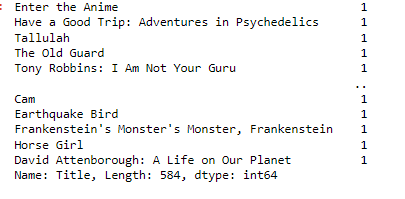 Enter the Anime 1
Have a Good Trip: Adventures in Psychedelics 1
Tallulah 1
The Old Guard 1
Tony Robbins: I Am Not Your Guru 1
..
Cam 1
Earthquake Bird 1
Frankenstein's Monster's Monster, Frankenstein 1
Horse Girl 1
David Attenborough: A Life on Our Planet 1
Name: Title, Length: 584, dtype: int64